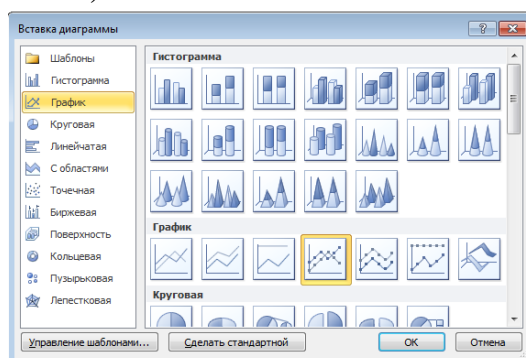 Вставка диаграммы
Шаблоны
Гистограмма
График
Круговая
Линейчатая
С областями
Точечная
Биржевая
Поверхность
Кольцевая
Пузырьковая
Лепестковая
Гистограмма
График
Круговая
Управление шаблонами...
Сделать стандартной
ОК
Отмена